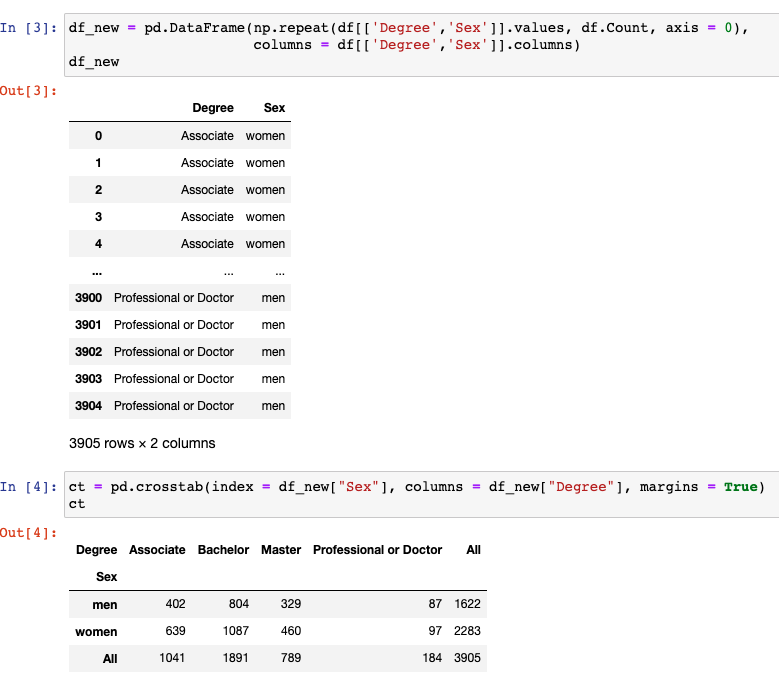 In [3]: df_new = pd.DataFrame(np.repeat(df[['Degree','Sex']].values, df.Count, axis = 0),
columns = df[['Degree','Sex']].columns)
df_new
Out[3]:
Degree Sex
0 Associate women
1 Associate women
2 Associate women
3 Associate women
4 Associate women
... ... ...
3900 Professional or Doctor men
3901 Professional or Doctor men
3902 Professional or Doctor men
3903 Professional or Doctor men
3904 Professional or Doctor men
3905 rows × 2 columns
In [4]: ct = pd.crosstab(index = df_new["Sex"], columns = df_new["Degree"], margins = True)
ct
Out[4]:
Degree Associate Bachelor Master Professional or Doctor All
Sex
men 402 804 329 87 1622
women 639 1087 460 97 2283
All 1041 1891 789 184 3905